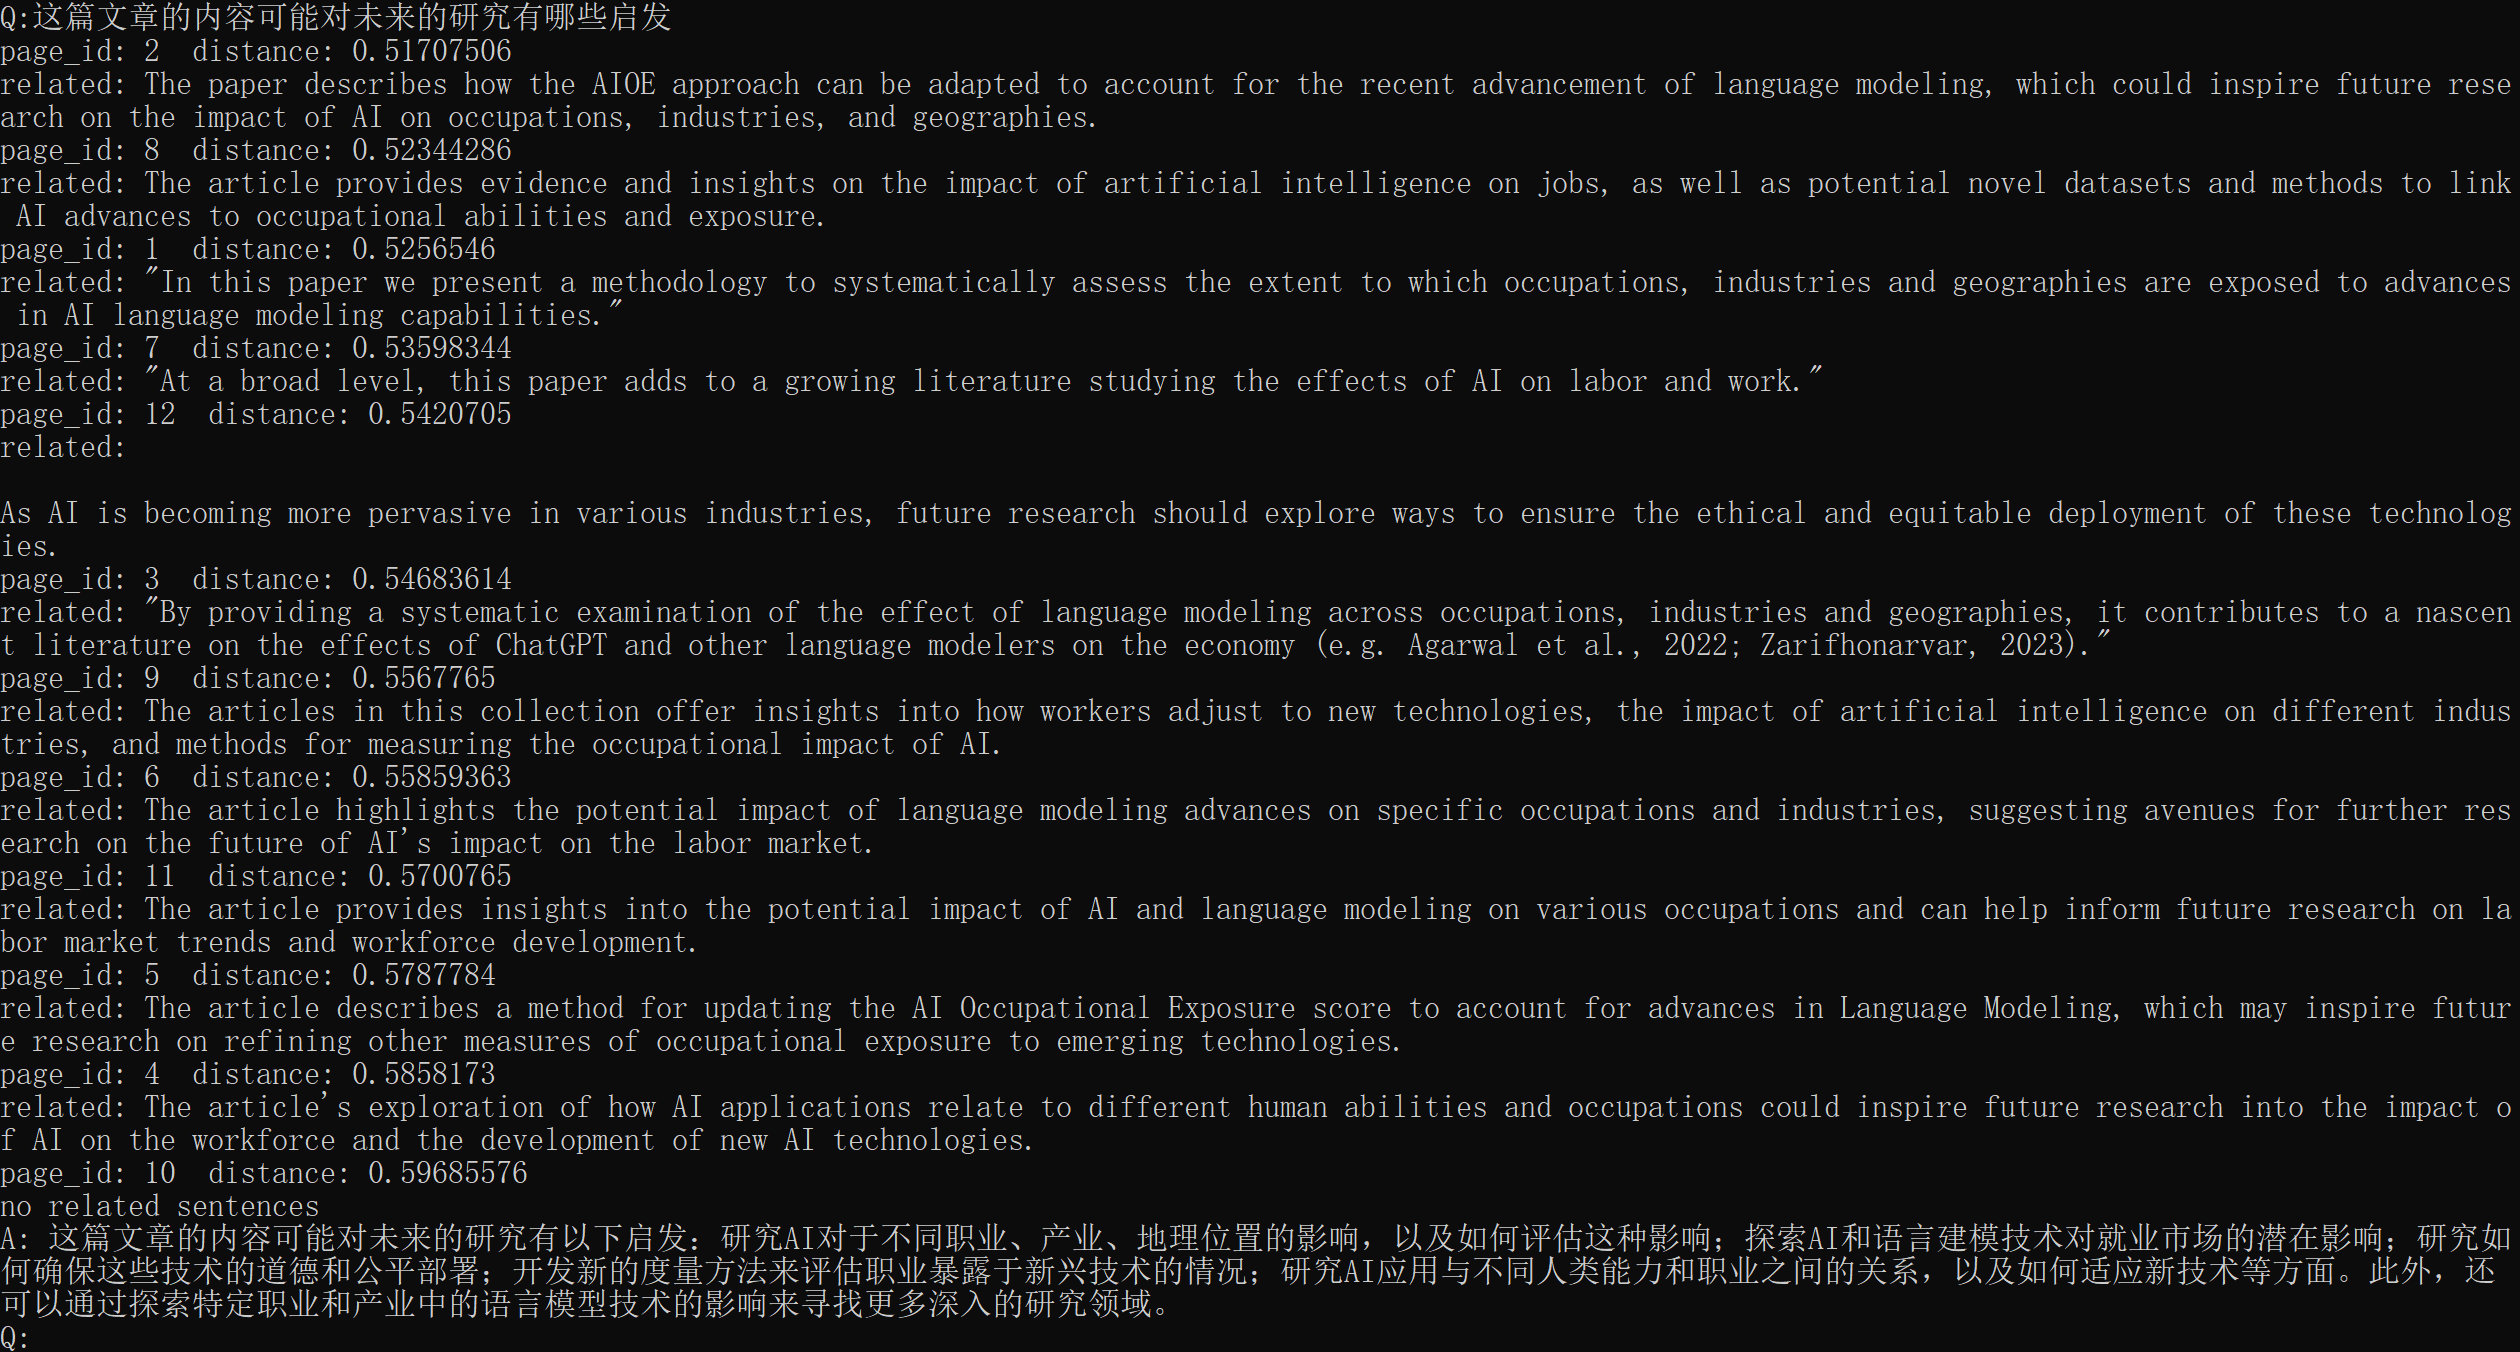 Q:这篇文章的内容可能对未来的研究有哪些启发
page_id: 2  distance: 0.51707506
related: The paper describes how the AIOE approach can be adapted to account for the recent advancement of language modeling, which could inspire future rese
arch on the impact of AI on occupations, industries, and geographies.
page_id: 8  distance: 0.52344286
related: The article provides evidence and insights on the impact of artificial intelligence on jobs, as well as potential novel datasets and methods to link
 AI advances to occupational abilities and exposure.
page_id: 1  distance: 0.5256546
related: "In this paper we present a methodology to systematically assess the extent to which occupations, industries and geographies are exposed to advances
 in AI language modeling capabilities."
page_id: 7  distance: 0.53598344
related: "At a broad level, this paper adds to a growing literature studying the effects of AI on labor and work."
page_id: 12  distance: 0.5420705
related:
As AI is becoming more pervasive in various industries, future research should explore ways to ensure the ethical and equitable deployment of these technolog
ies.
page_id: 3  distance: 0.54683614
related: "By providing a systematic examination of the effect of language modeling across occupations, industries and geographies, it contributes to a nascen
t literature on the effects of ChatGPT and other language modelers on the economy (e.g. Agarwal et al., 2022; Zarifhonarvar, 2023)."
page_id: 9  distance: 0.5567765
related: The articles in this collection offer insights into how workers adjust to new technologies, the impact of artificial intelligence on different indus
tries, and methods for measuring the occupational impact of AI.
page_id: 6  distance: 0.55859363
related: The article highlights the potential impact of language modeling advances on specific occupations and industries, suggesting avenues for further res
earch on the future of AI's impact on the labor market.
page_id: 11  distance: 0.5700765
related: The article provides insights into the potential impact of AI and language modeling on various occupations and can help inform future research on la
bor market trends and workforce development.
page_id: 5  distance: 0.5787784
related: The article describes a method for updating the AI Occupational Exposure score to account for advances in Language Modeling, which may inspire futur
e research on refining other measures of occupational exposure to emerging technologies.
page_id: 4  distance: 0.5858173
related: The article's exploration of how AI applications relate to different human abilities and occupations could inspire future research into the impact o
f AI on the workforce and the development of new AI technologies.
page_id: 10  distance: 0.59685576
no related sentences
A: 这篇文章的内容可能对未来的研究有以下启发：研究AI对于不同职业、产业、地理位置的影响，以及如何评估这种影响；探索AI和语言建模技术对就业市场的潜在影响；研究如
何确保这些技术的道德和公平部署；开发新的度量方法来评估职业暴露于新兴技术的情况；研究AI应用与不同人类能力和职业之间的关系，以及如何适应新技术等方面。此外，还
可以通过探索特定职业和产业中的语言模型技术的影响来寻找更多深入的研究领域。
Q: